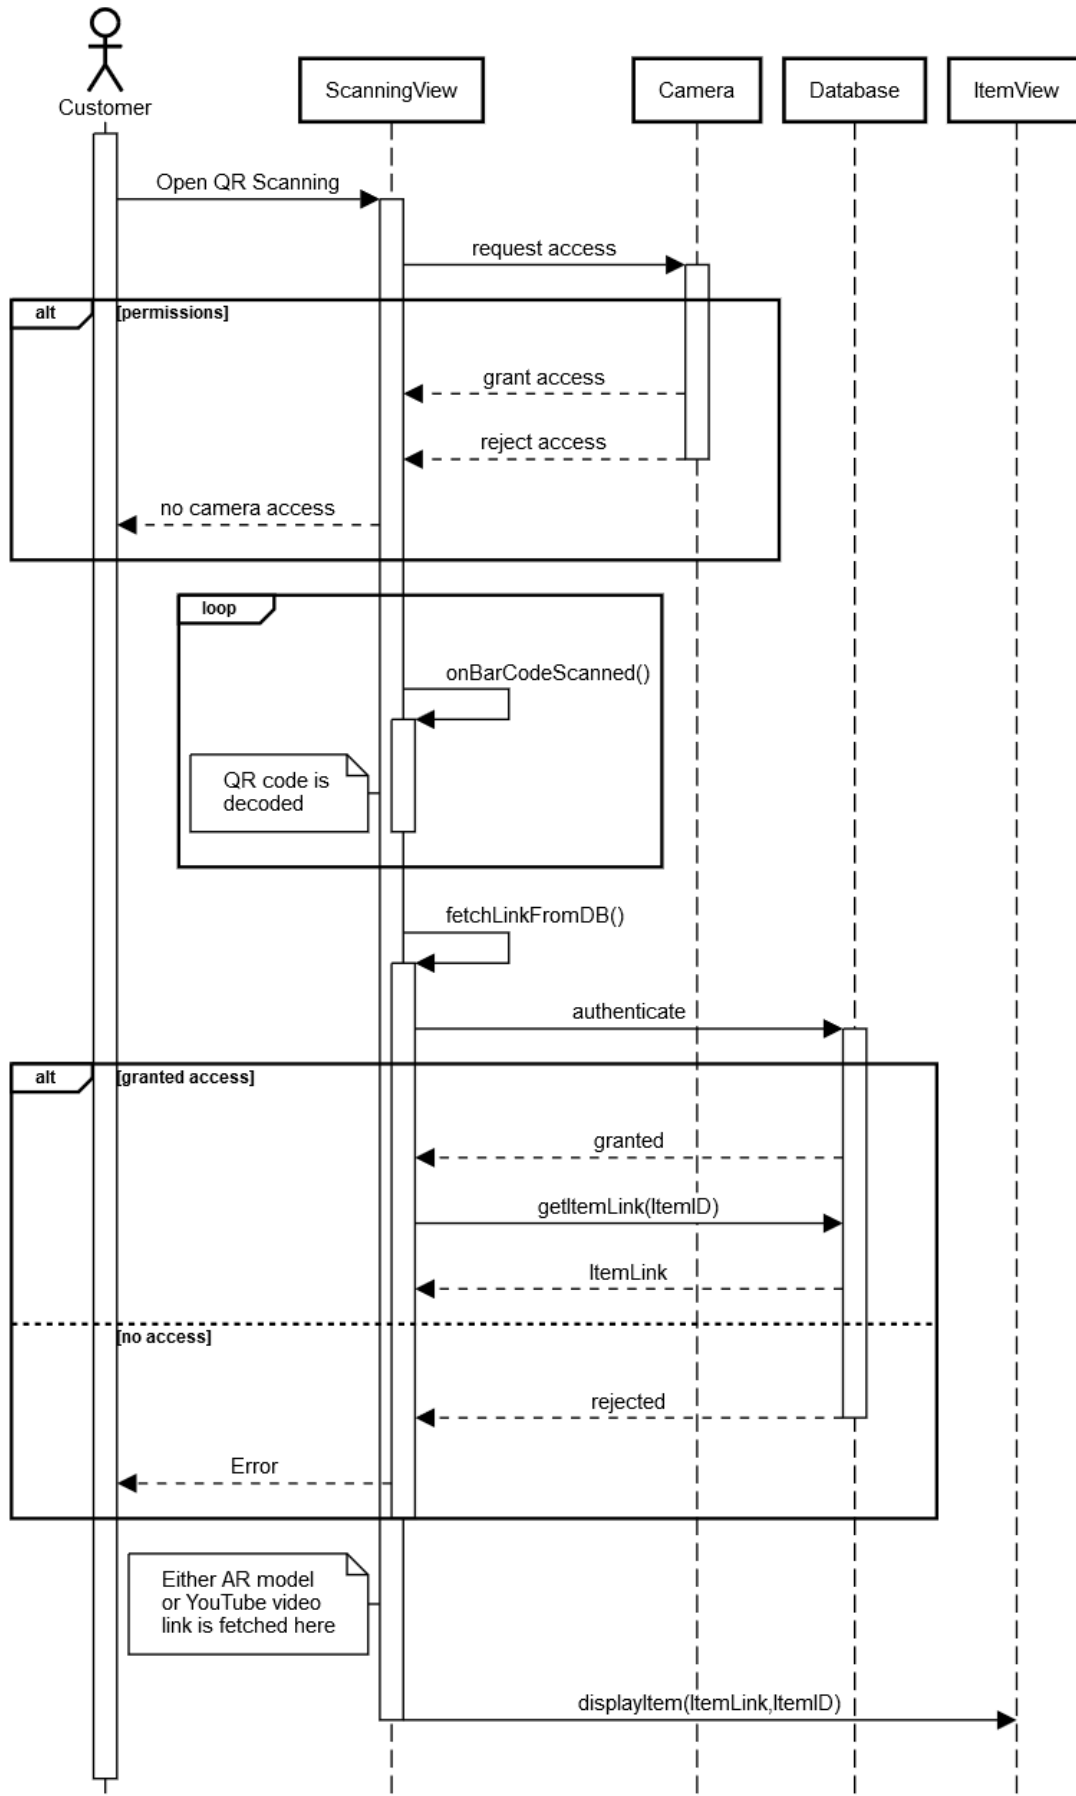 Customer
ScanningView
Camera
Database
ItemView
Open QR Scanning
request access
alt
[permissions]
grant access
reject access
no camera access
loop
onBarCodeScanned()
QR code is
decoded
fetchLinkFromDB()
authenticate
alt
[granted access]
granted
getItemLink(ItemID)
ItemLink
[no access]
rejected
Error
Either AR model
or YouTube video
link is fetched here
displayItem(ItemLink,ItemID)